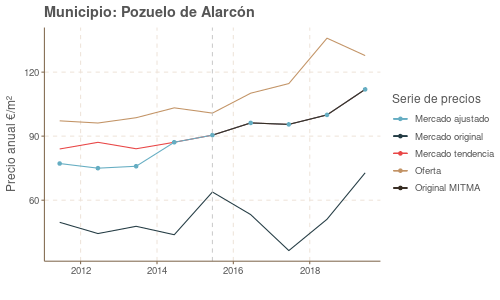 Municipio: Pozuelo de Alarcón
Precio anual €/m²
120
90
60
2012
2014
2016
2018
Serie de precios
Mercado ajustado
Mercado original
Mercado tendencia
Oferta
Original MITMA